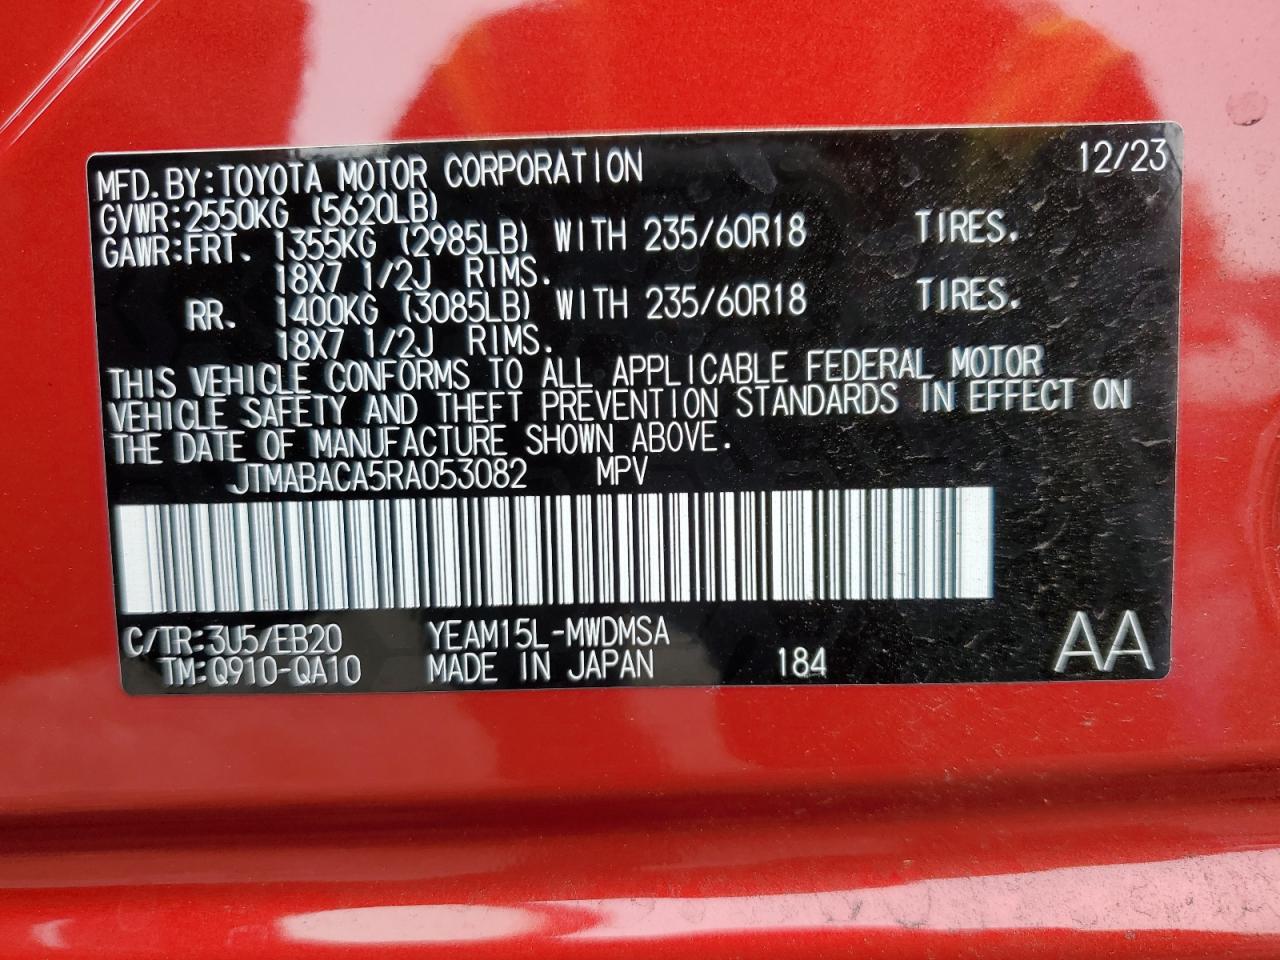 MFD.BY:TOYOTA MOTOR CORPORATION 12/23
GVWR:2550KG (5620LB)
GAWR:FRT. 1355KG (2985LB) WITH 235/60R18 TIRES.
18X7 1/2J RIMS.
RR. 1400KG (3085LB) WITH 235/60R18 TIRES.
18X7 1/2J RIMS.
THIS VEHICLE CONFORMS TO ALL APPLICABLE FEDERAL MOTOR
VEHICLE SAFETY AND THEFT PREVENTION STANDARDS IN EFFECT ON
THE DATE OF MANUFACTURE SHOWN ABOVE.
JTMABACA5RA053082 MPV
C/TR:3U5/EB20 YEAM15L-MWDMSA AA
TM:Q910-QA10 MADE IN JAPAN 184